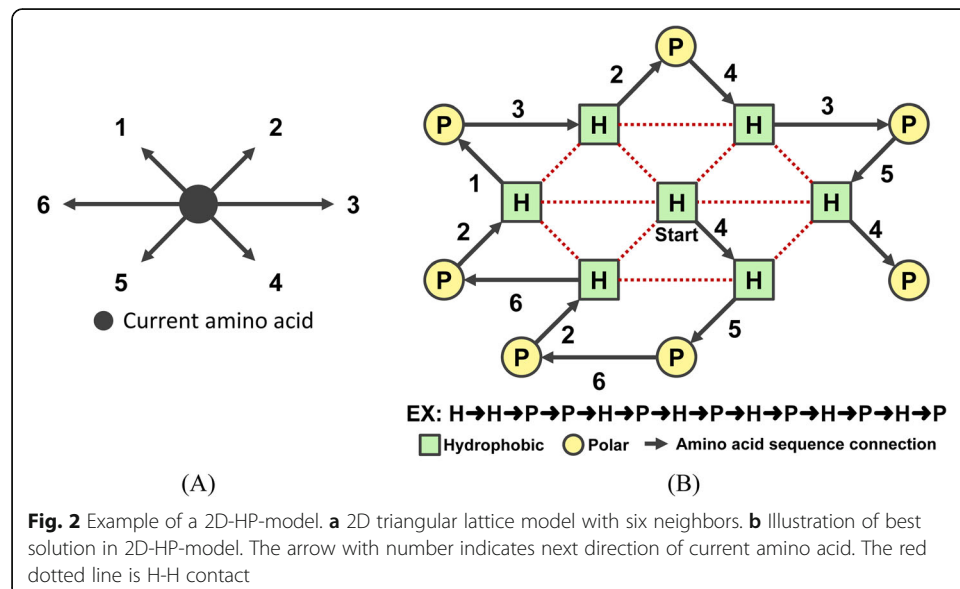 1
2
6
3
5
4
Current amino acid
(A)
P
2
4
P
3
H
H
3
P
1
5
H
H
H
Start
4
2
4
P
6
H
H
P
2
5
P
6
P
EX: H→H→P→P→H→P→H→P→H→P→H→P→H→P
Hydrophobic
Polar
Amino acid sequence connection
(B)
Fig. 2 Example of a 2D-HP-model. a 2D triangular lattice model with six neighbors. b Illustration of best
solution in 2D-HP-model. The arrow with number indicates next direction of current amino acid. The red
dotted line is H-H contact